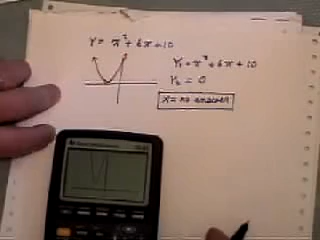 Y= x²+6x+10
Y₁=x²+6x+10
Y₂=0
x=no answer